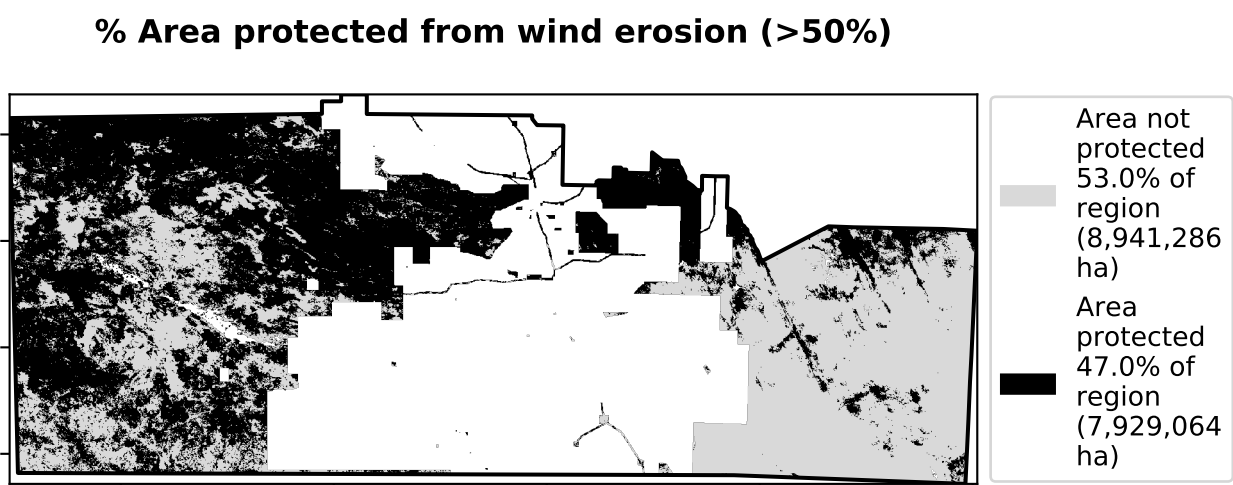 % Area protected from wind erosion (>50%)
Area not
protected
53.0% of
region
(8,941,286
ha)
Area
protected
47.0% of
region
(7,929,064
ha)